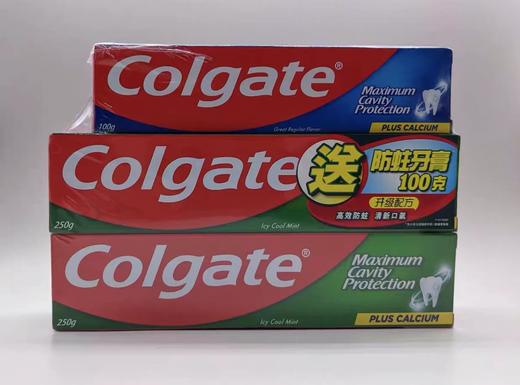 Colgate®
Maximum
Cavity
Protection
100g
Great Regular Flavor
PLUS CALCIUM
Colgate
送
防蛀牙膏
100克
升级配方
高效防蛀 清新口氣
250g
Icy Cool Mint
Colgate®
Maximum
Cavity
Protection
250g
Icy Cool Mint
PLUS CALCIUM